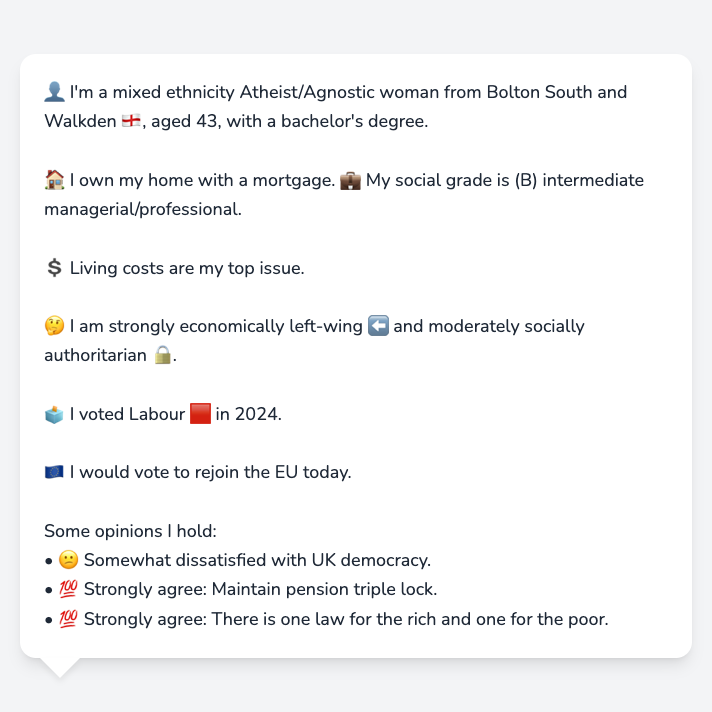 👤 I'm a mixed ethnicity Atheist/Agnostic woman from Bolton South and
Walkden 🏴󠁧󠁢󠁥󠁮󠁧󠁿, aged 43, with a bachelor's degree.
🏠 I own my home with a mortgage. 💼 My social grade is (B) intermediate
managerial/professional.
💲 Living costs are my top issue.
🤔 I am strongly economically left-wing ⬅️ and moderately socially
authoritarian 🔒.
🗳️ I voted Labour 🟥 in 2024.
🇪🇺 I would vote to rejoin the EU today.
Some opinions I hold:
• 🙁 Somewhat dissatisfied with UK democracy.
• 💯 Strongly agree: Maintain pension triple lock.
• 💯 Strongly agree: There is one law for the rich and one for the poor.